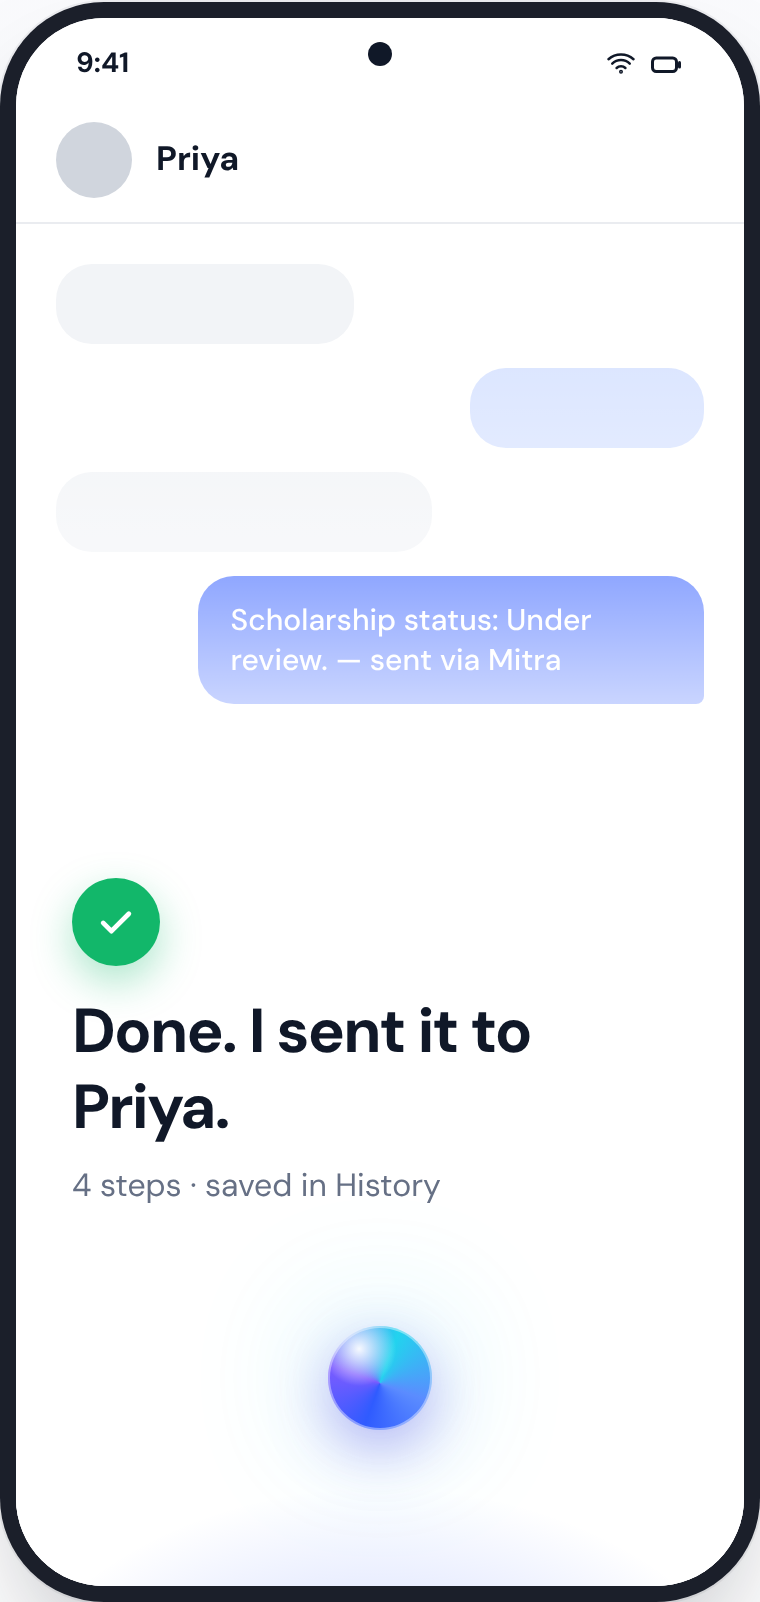 9:41
Priya
Scholarship status: Under
review. — sent via Mitra
Done. I sent it to
Priya.
4 steps · saved in History